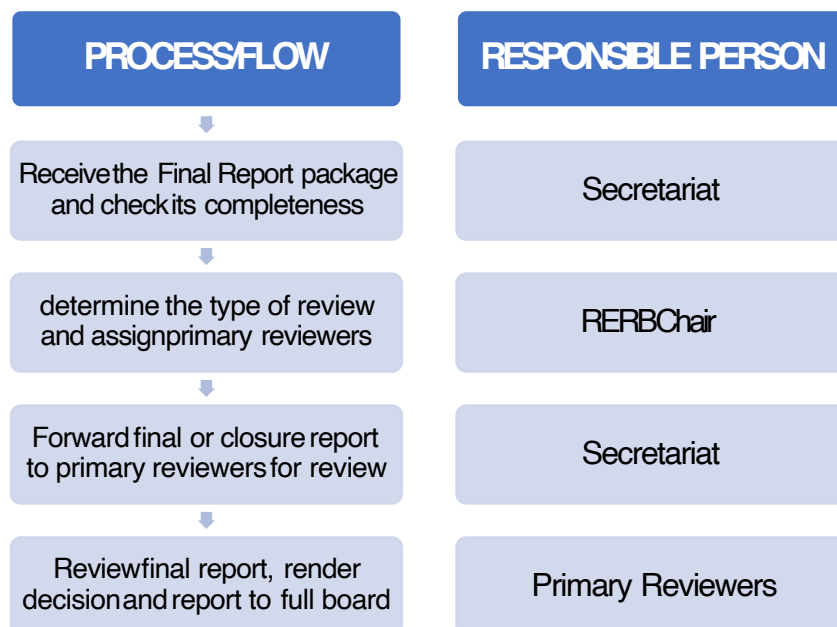 PROCESS/FLOW
RESPONSIBLE PERSON
Receive the Final Report package
and check its completeness
Secretariat
determine the type of review
and assign primary reviewers
RERB Chair
Forward final or closure report
to primary reviewers for review
Secretariat
Review final report, render
decision and report to full board
Primary Reviewers